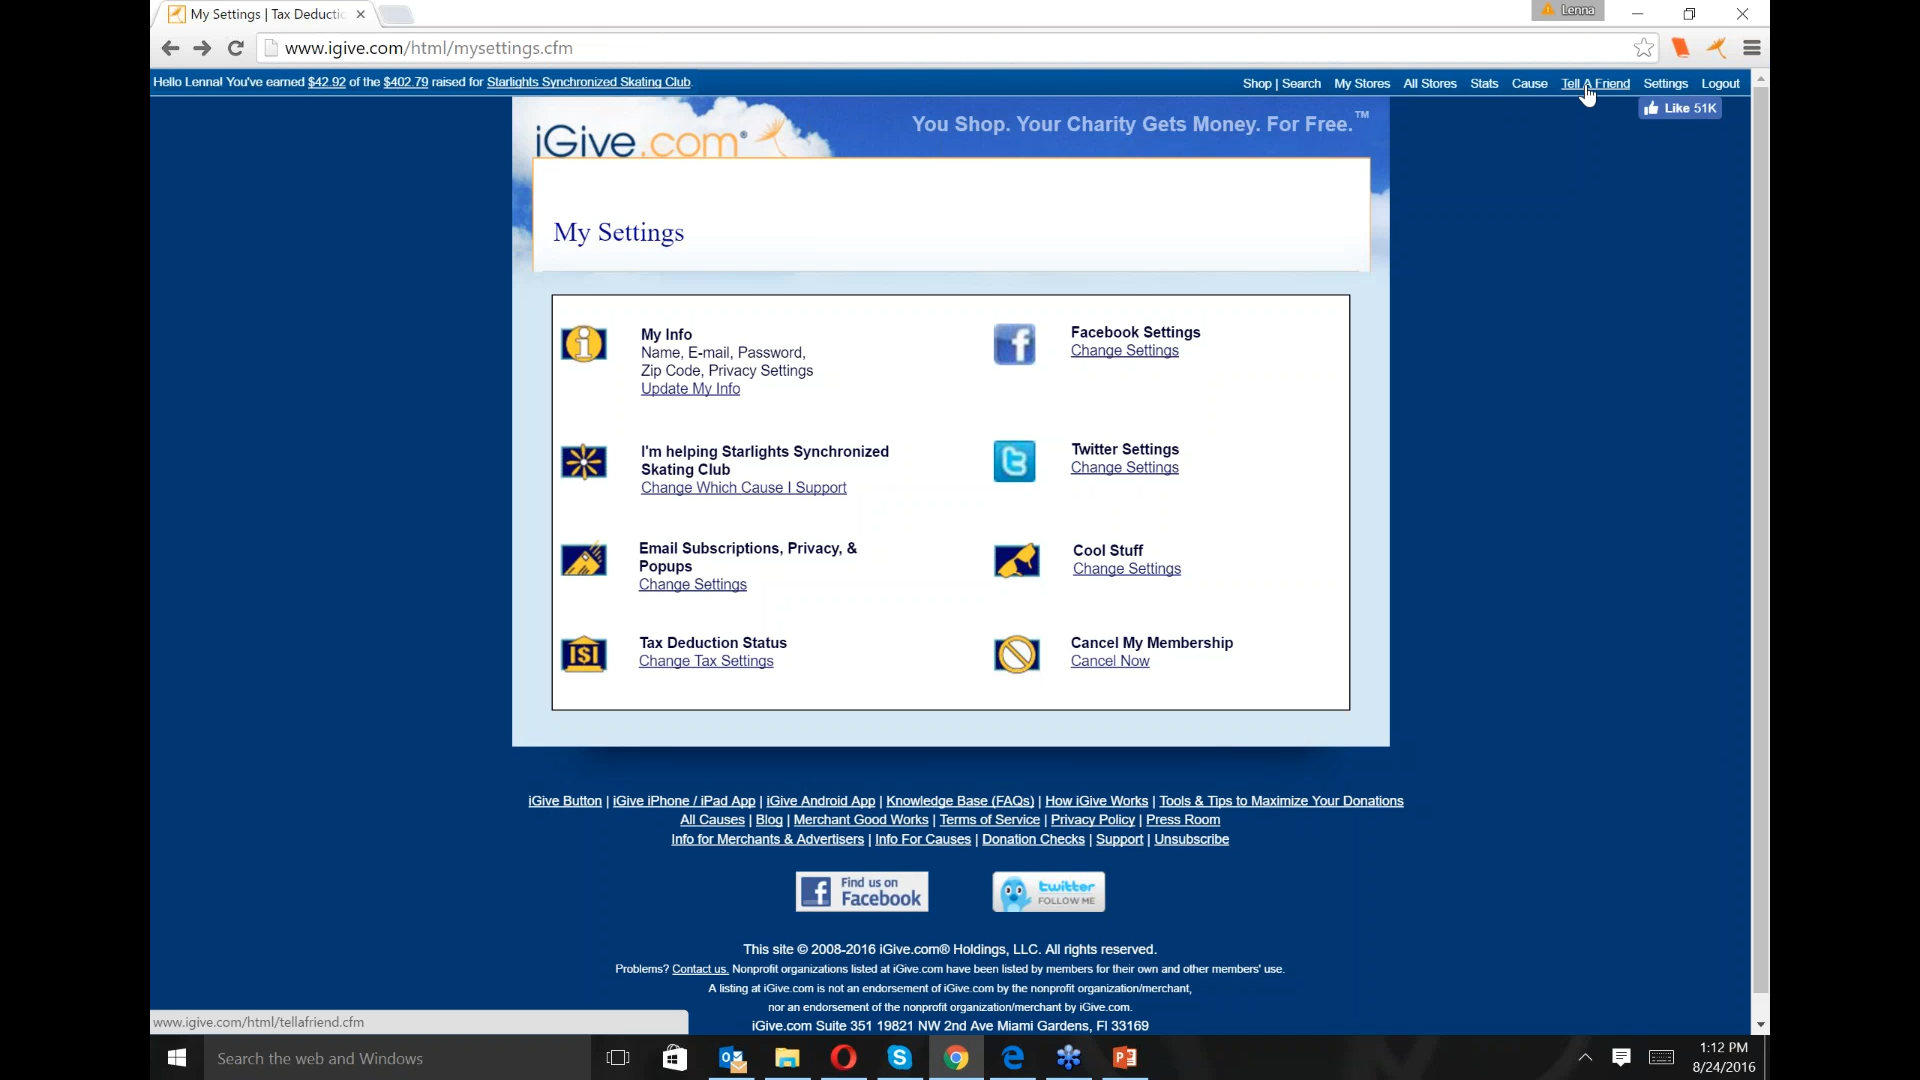 My Settings | Tax Deductio
Lenna
www.igive.com/html/mysettings.cfm
Hello Lenna! You've earned $42.92 of the $402.79 raised for Starlights Synchronized Skating Club.
Shop | Search My Stores All Stores Stats Cause Tell A Friend Settings Logout
Like 51K
iGive.com®
You Shop. Your Charity Gets Money. For Free.™
My Settings
My Info
Name, E-mail, Password,
Zip Code, Privacy Settings
Update My Info
Facebook Settings
Change Settings
I'm helping Starlights Synchronized
Skating Club
Change Which Cause I Support
Twitter Settings
Change Settings
Email Subscriptions, Privacy, &
Popups
Change Settings
Cool Stuff
Change Settings
Tax Deduction Status
Change Tax Settings
Cancel My Membership
Cancel Now
iGive Button | iGive iPhone / iPad App | iGive Android App | Knowledge Base (FAQs) | How iGive Works | Tools & Tips to Maximize Your Donations
All Causes | Blog | Merchant Good Works | Terms of Service | Privacy Policy | Press Room
Info for Merchants & Advertisers | Info For Causes | Donation Checks | Support | Unsubscribe
Find us on
Facebook
twitter
FOLLOW ME
This site © 2008-2016 iGive.com® Holdings, LLC. All rights reserved.
Problems? Contact us. Nonprofit organizations listed at iGive.com have been listed by members for their own and other members' use.
A listing at iGive.com is not an endorsement of iGive.com by the nonprofit organization/merchant,
nor an endorsement of the nonprofit organization/merchant by iGive.com.
iGive.com Suite 351 19821 NW 2nd Ave Miami Gardens, Fl 33169
www.igive.com/html/tellafriend.cfm
Search the web and Windows
1:12 PM
8/24/2016